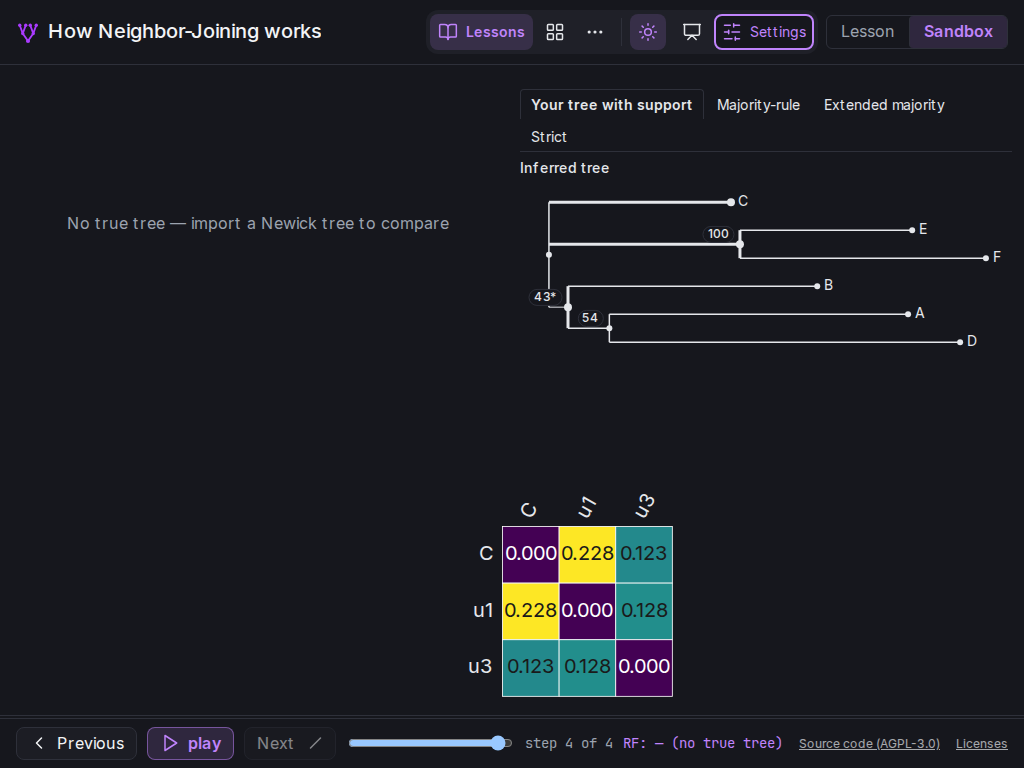 How Neighbor-Joining works
Lessons
Settings
Lesson
Sandbox
Your tree with support
Majority-rule
Extended majority
Strict
Inferred tree
No true tree — import a Newick tree to compare
C
100
E
F
43*
B
54
A
D
C u1 u3
C 0.000 0.228 0.123
u1 0.228 0.000 0.128
u3 0.123 0.128 0.000
Previous
play
Next
step 4 of 4
RF: — (no true tree)
Source code (AGPL-3.0)
Licenses